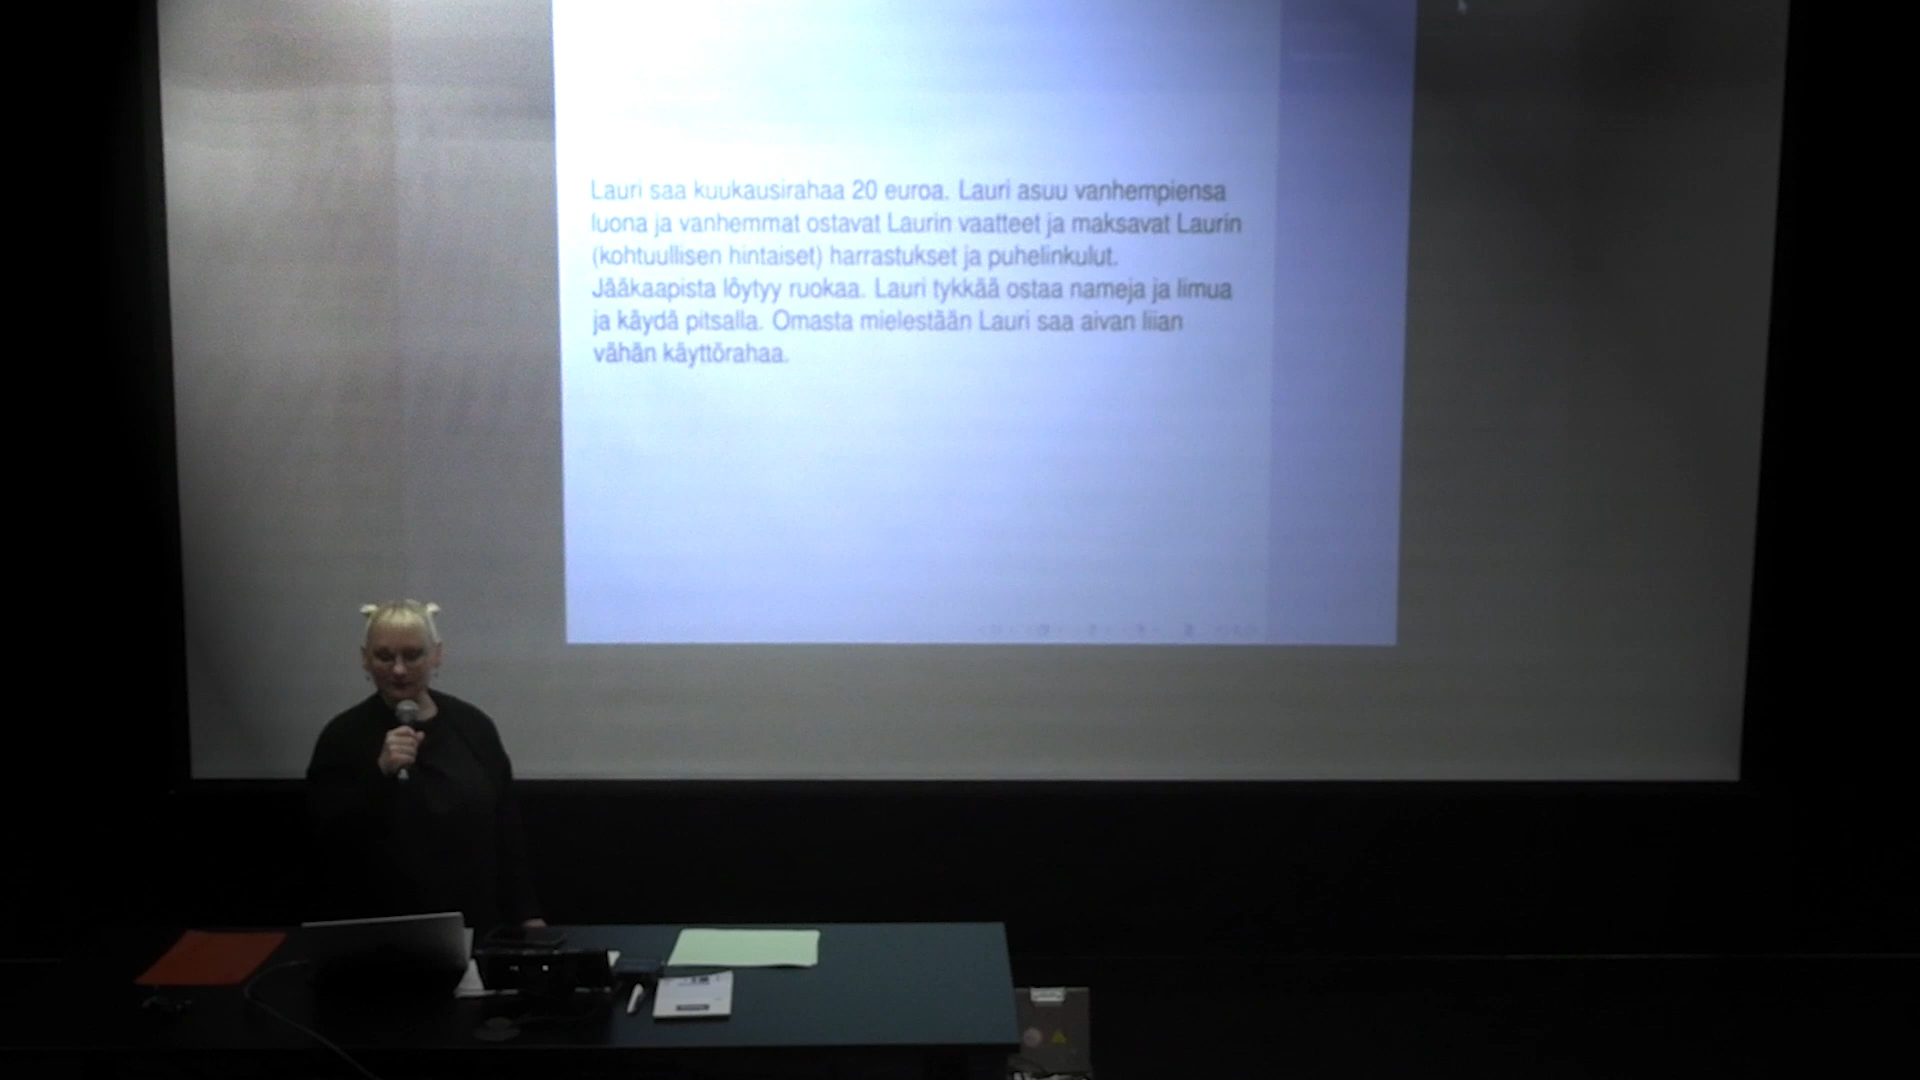 Lauri saa kuukausirahaa 20 euroa. Lauri asuu vanhempiensa
luona ja vanhemmat ostavat Laurin vaatteet ja maksavat Laurin
(kohtuullisen hintaiset) harrastukset ja puhelinkulut.
Jääkaapista löytyy ruokaa. Lauri tykkää ostaa nameja ja limua
ja käydä pitsalla. Omasta mielestään Lauri saa aivan liian
vähän käyttörahaa.